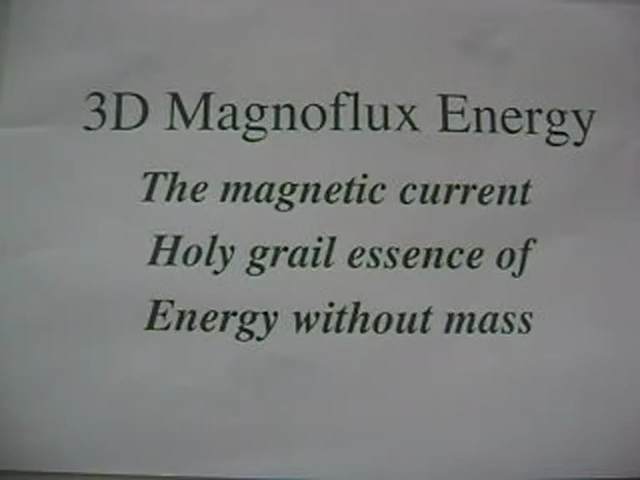 3D Magnoflux Energy
The magnetic current
Holy grail essence of
Energy without mass